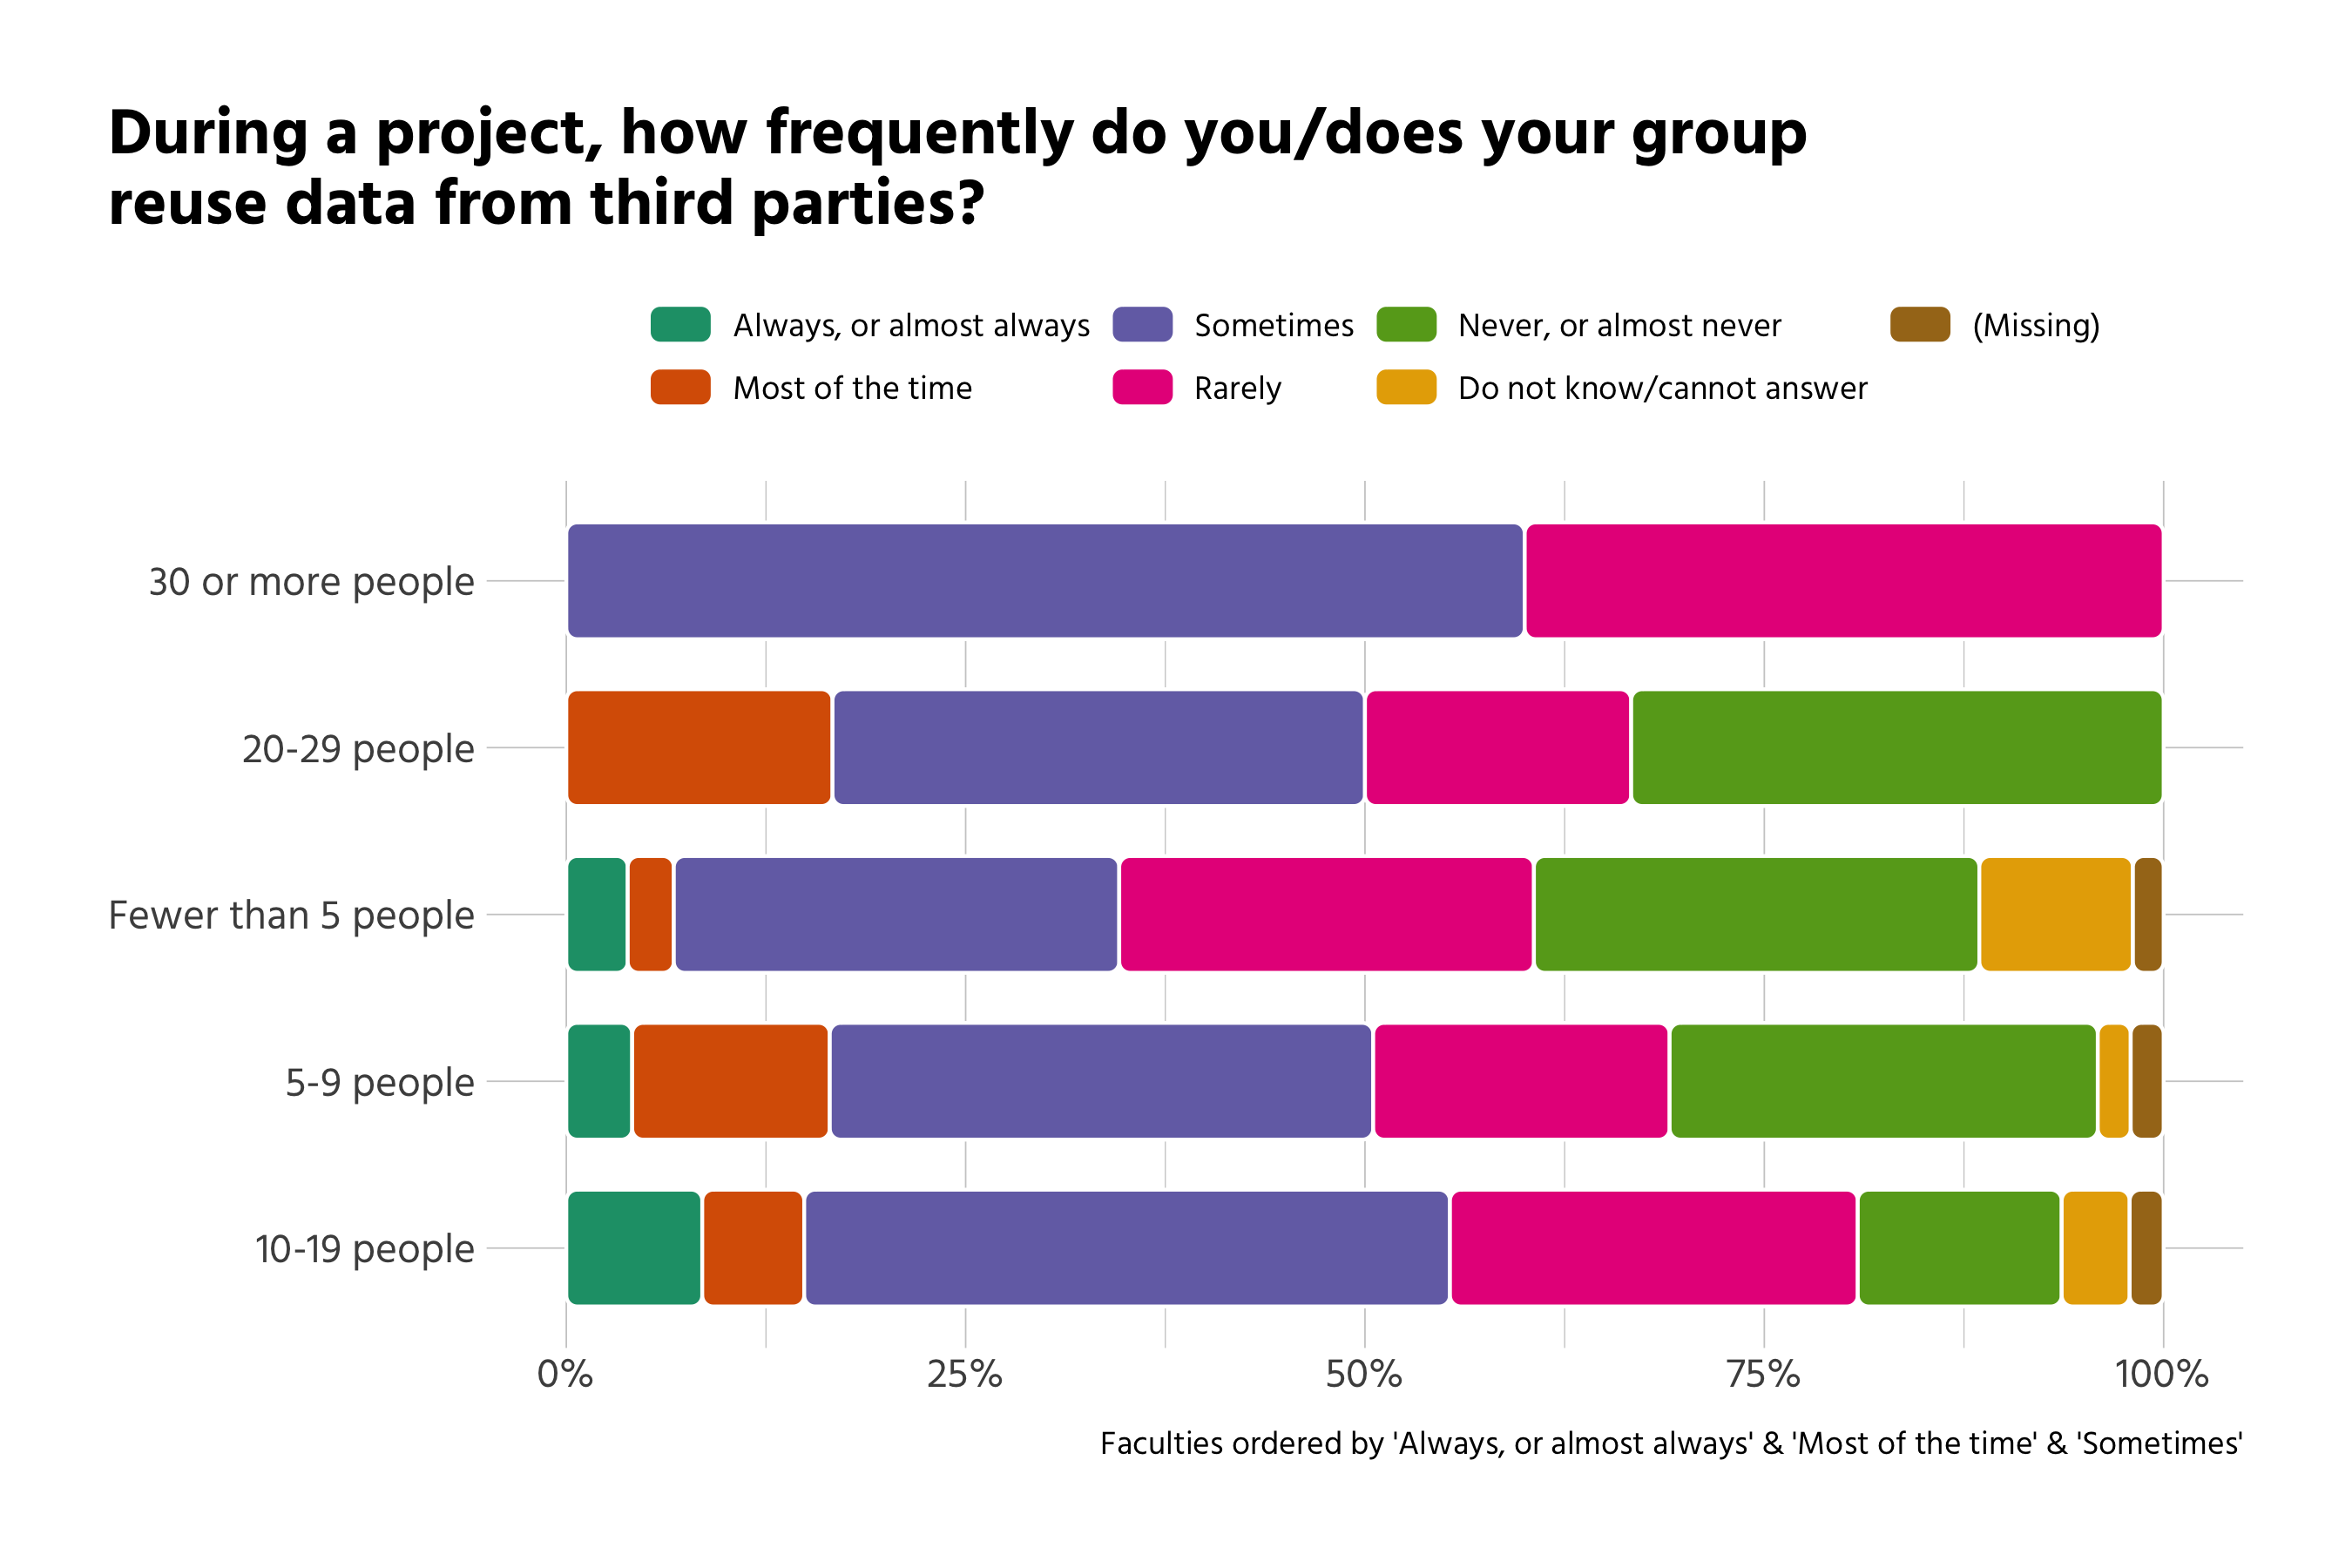 During a project, how frequently do you/does your group
reuse data from third parties?
Always, or almost always
Sometimes
Never, or almost never
(Missing)
Most of the time
Rarely
Do not know/cannot answer
30 or more people
20-29 people
Fewer than 5 people
5-9 people
10-19 people
0%
25%
50%
75%
100%
Faculties ordered by 'Always, or almost always' & 'Most of the time' & 'Sometimes'